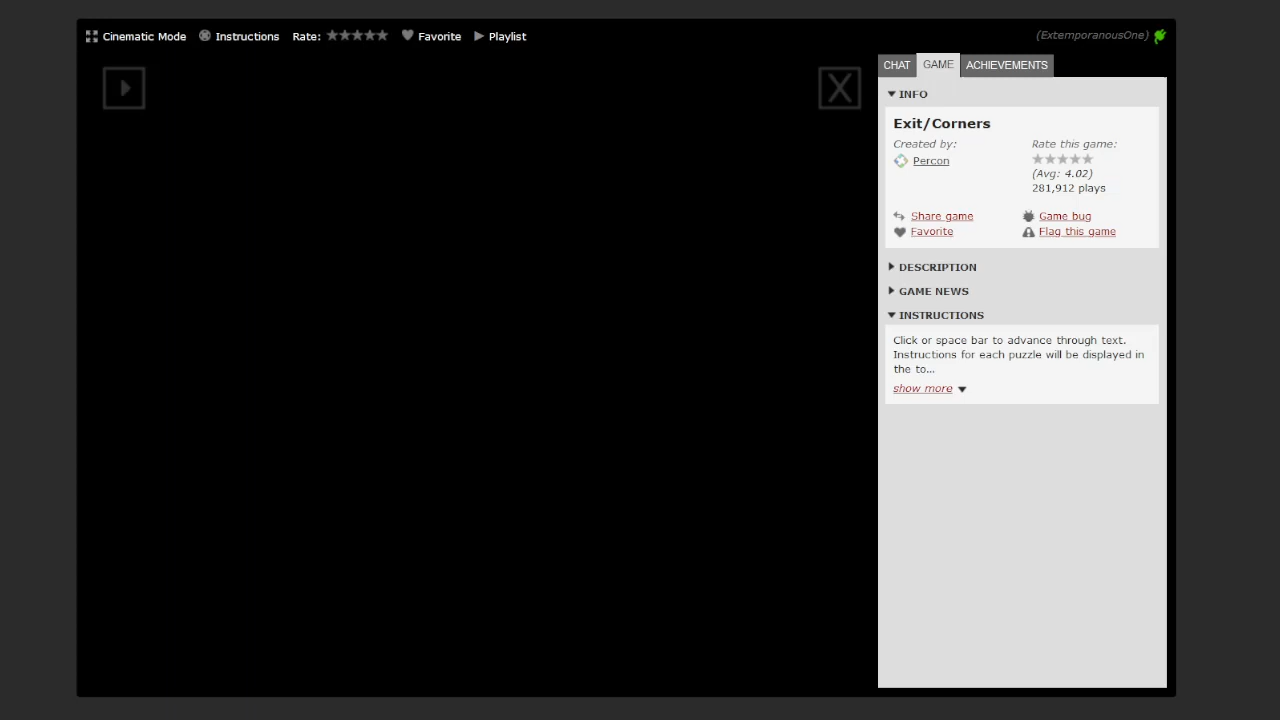 Cinematic Mode Instructions Rate: Favorite Playlist (ExtemporanousOne)
CHAT GAME ACHIEVEMENTS
INFO
Exit/Corners
Created by: Rate this game:
Percon
(Avg: 4.02)
281,912 plays
Share game Game bug
Favorite Flag this game
DESCRIPTION
GAME NEWS
INSTRUCTIONS
Click or space bar to advance through text.
Instructions for each puzzle will be displayed in
the to...
show more
X